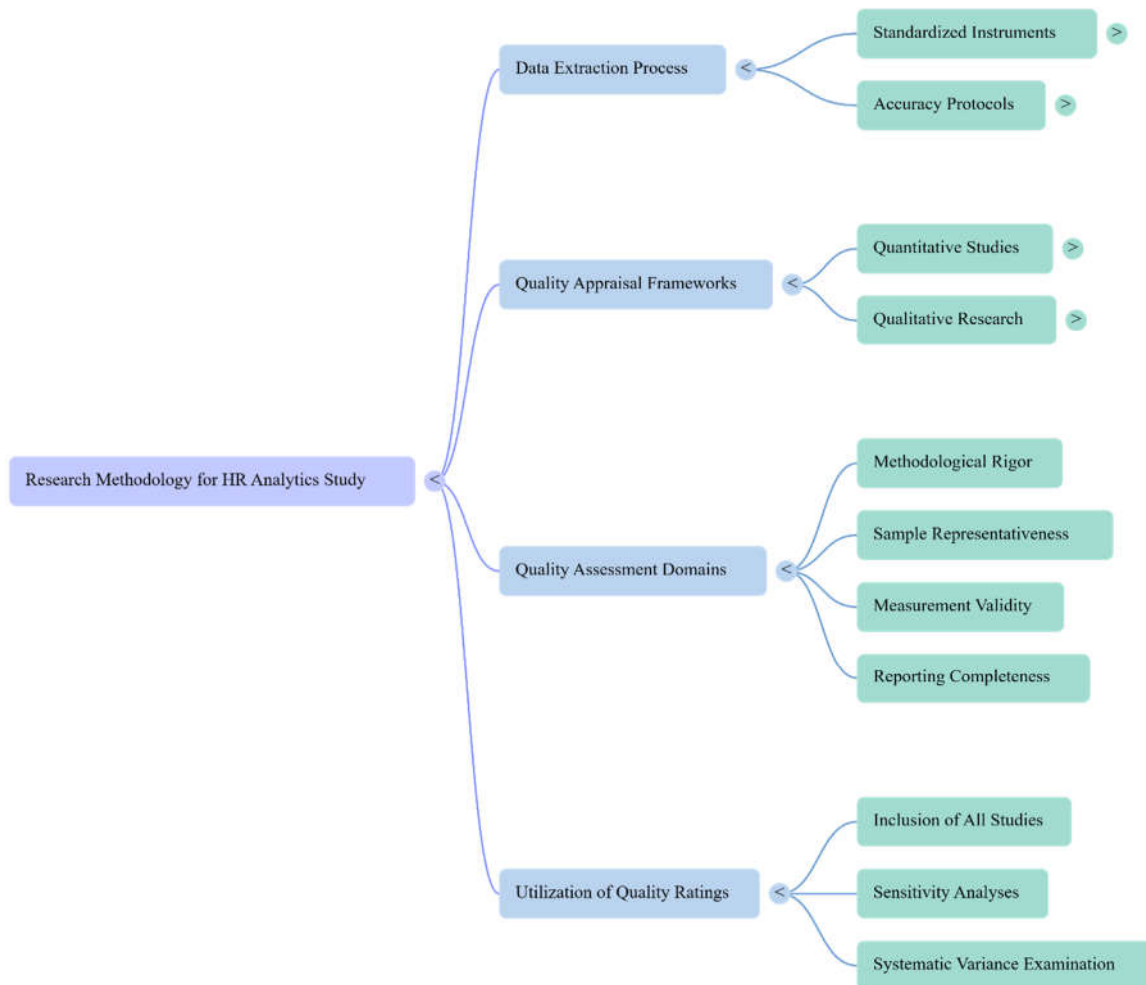 Research Methodology for HR Analytics Study <
Data Extraction Process <
Standardized Instruments >
Accuracy Protocols >
Quality Appraisal Frameworks <
Quantitative Studies >
Qualitative Research >
Quality Assessment Domains <
Methodological Rigor
Sample Representativeness
Measurement Validity
Reporting Completeness
Utilization of Quality Ratings <
Inclusion of All Studies
Sensitivity Analyses
Systematic Variance Examination